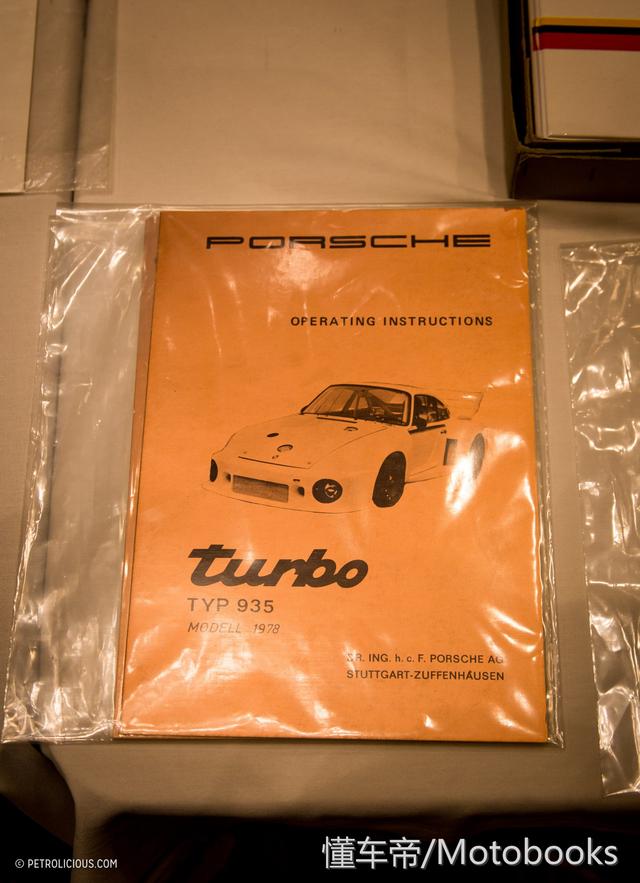 PORSCHE
OPERATING INSTRUCTIONS
turbo
TYP 935
MODELL 1978
DR. ING. h. c. F. PORSCHE AG
STUTTGART-ZUFFENHAUSEN
© PETROLICIOUS.COM
懂车帝/Motobooks